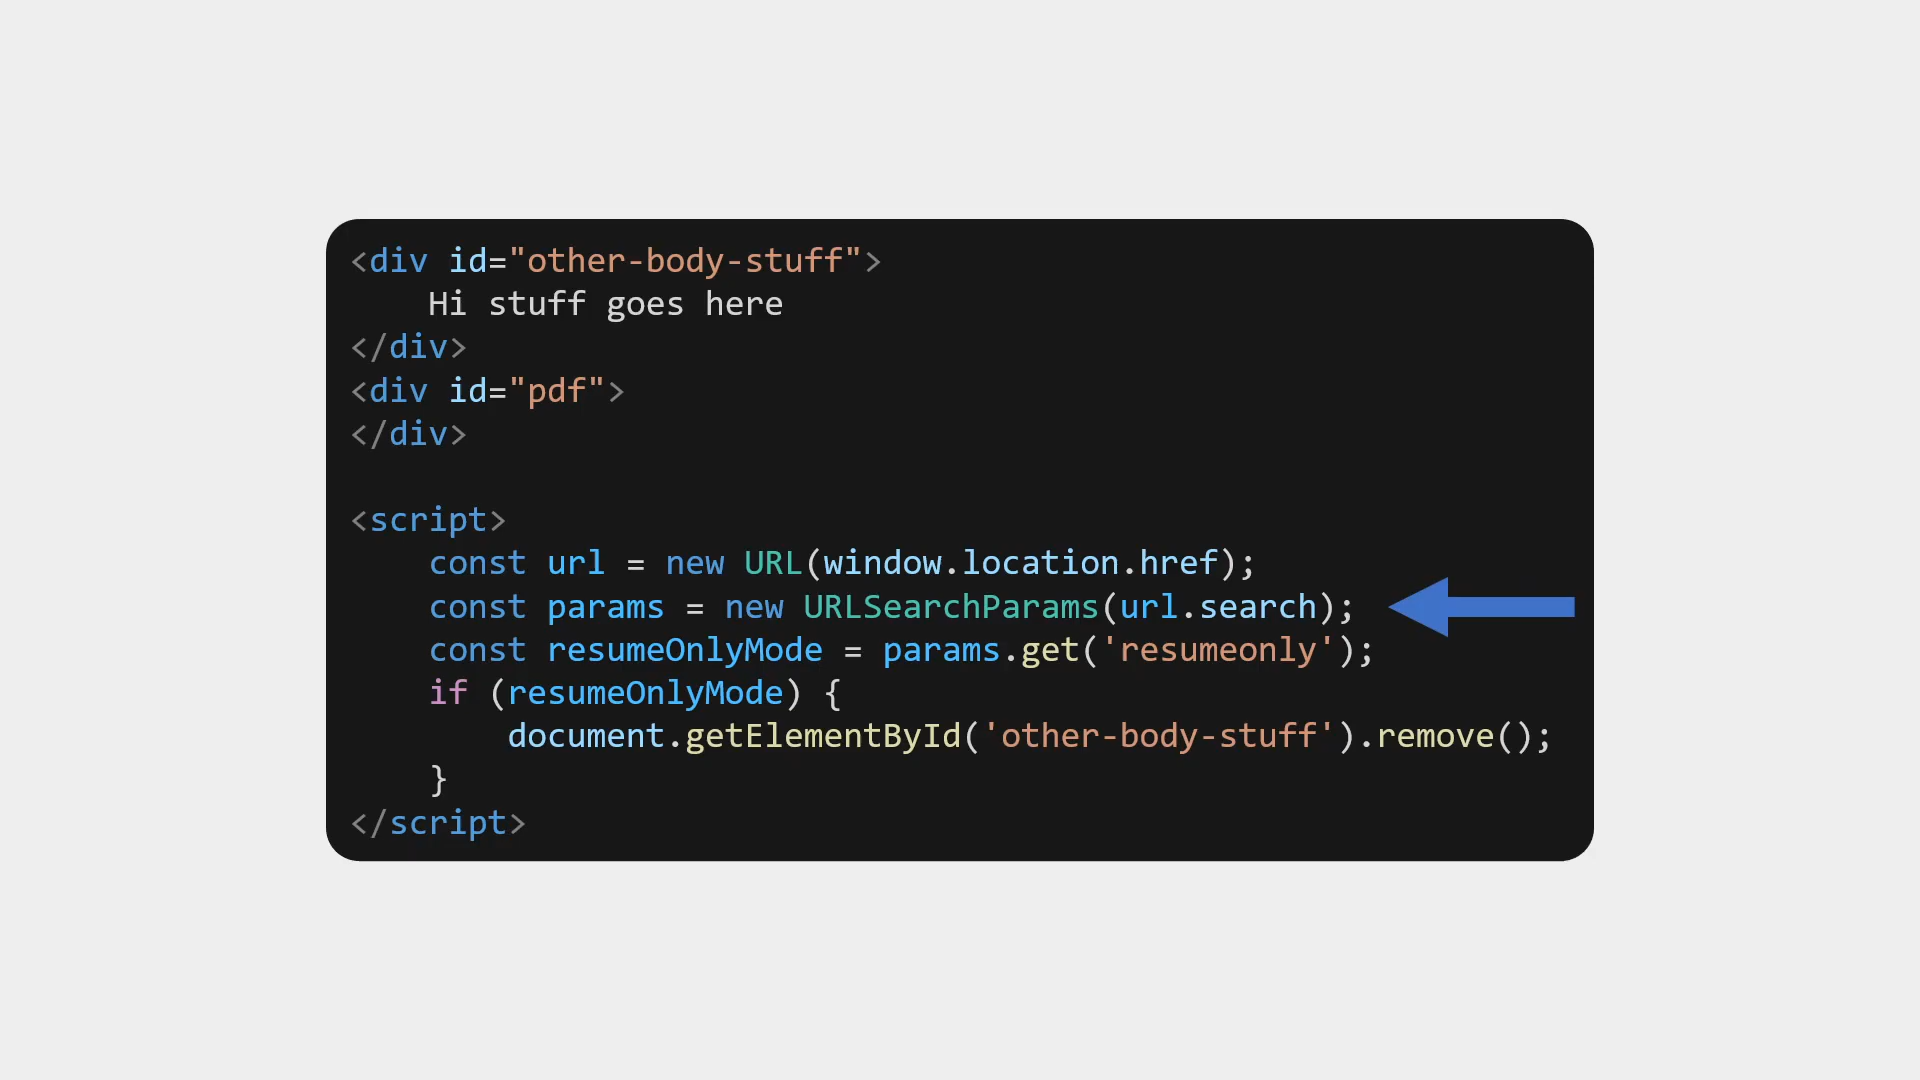 <div id="other-body-stuff">
    Hi stuff goes here
</div>
<div id="pdf">
</div>

<script>
    const url = new URL(window.location.href);
    const params = new URLSearchParams(url.search);
    const resumeOnlyMode = params.get('resumeonly');
    if (resumeOnlyMode) {
        document.getElementById('other-body-stuff').remove();
    }
</script>